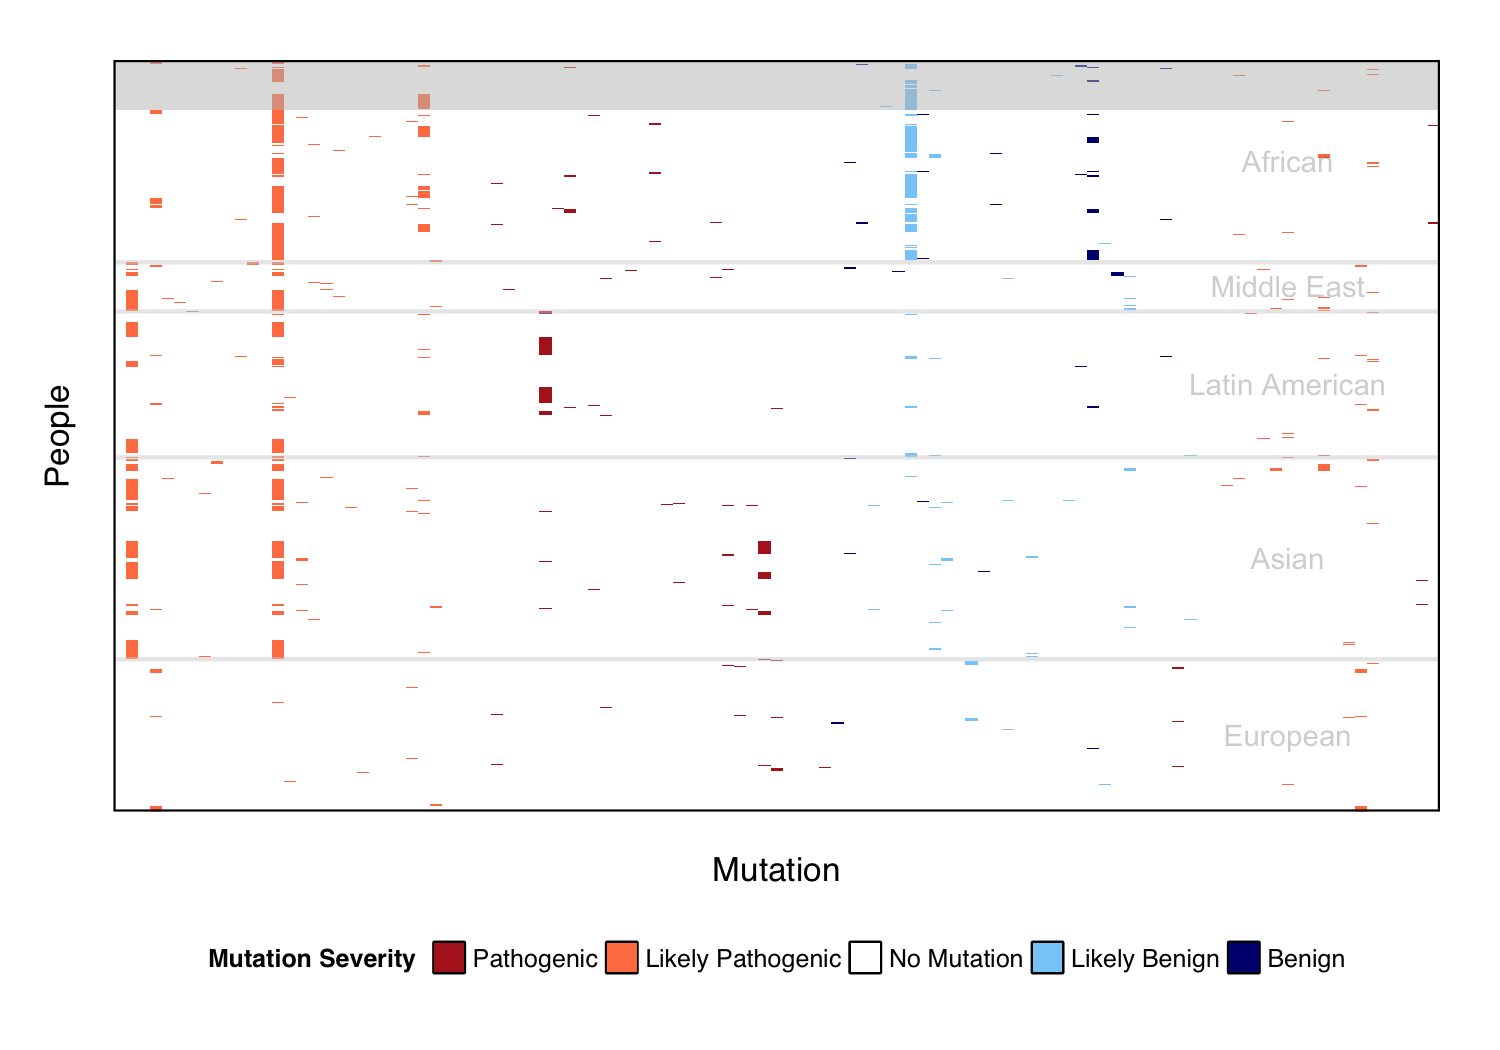 African
Middle East
Latin American
People
Asian
European
Mutation
Mutation Severity Pathogenic Likely Pathogenic No Mutation Likely Benign Benign